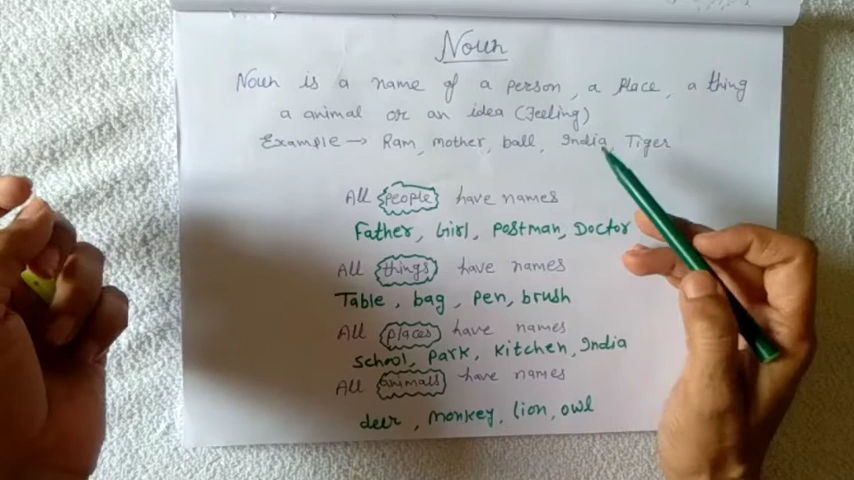 Noun
Noun is a name of a person, a place, a thing
a animal or an idea (Feeling)
Example → Ram, mother, ball, India, Tiger
All people have names
Father, Girl, Postman, Doctor
All things have names
Table, bag, pen, brush
All places have names
School, Park, Kitchen, India
All animals have names
deer, monkey, lion, owl